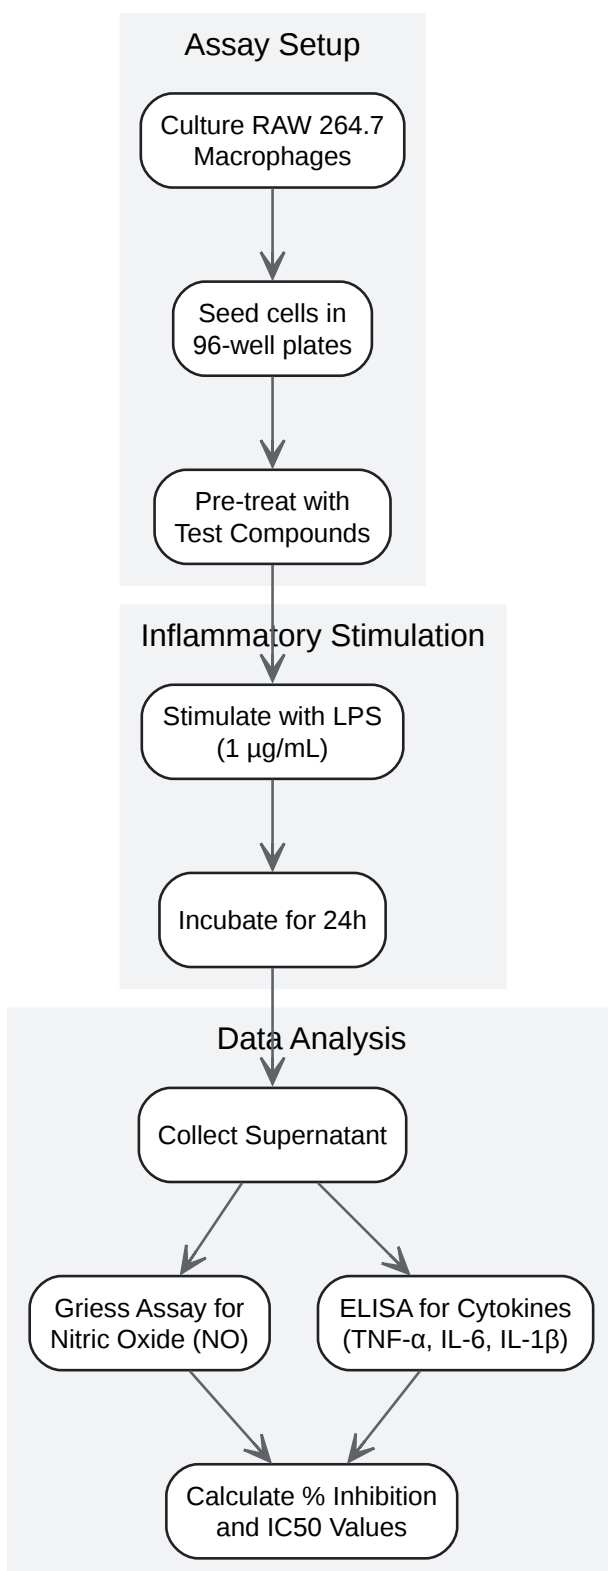 Assay Setup
Culture RAW 264.7
Macrophages
Seed cells in
96-well plates
Pre-treat with
Test Compounds
Inflammatory Stimulation
Stimulate with LPS
(1 µg/mL)
Incubate for 24h
Data Analysis
Collect Supernatant
Griess Assay for
Nitric Oxide (NO)
ELISA for Cytokines
(TNF-α, IL-6, IL-1β)
Calculate % Inhibition
and IC50 Values